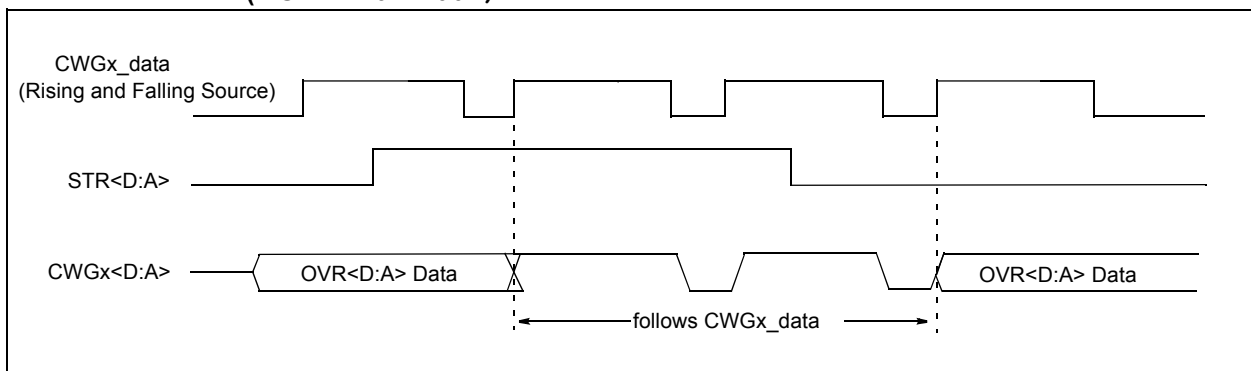 CWGx_data
(Rising and Falling Source)
STR<D:A>
CWGx<D:A>
OVR<D:A> Data
OVR<D:A> Data
follows CWGx_data